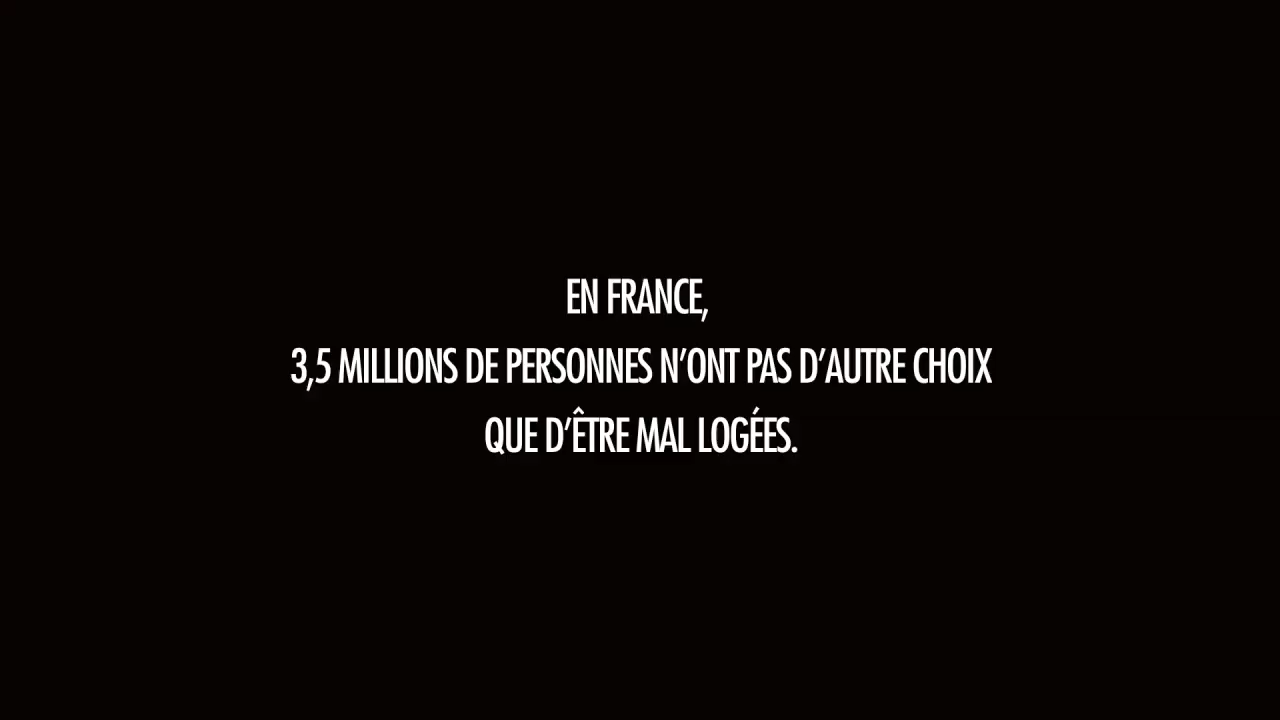 EN FRANCE,
3,5 MILLIONS DE PERSONNES N’ONT PAS D’AUTRE CHOIX
QUE D’ÊTRE MAL LOGÉES.